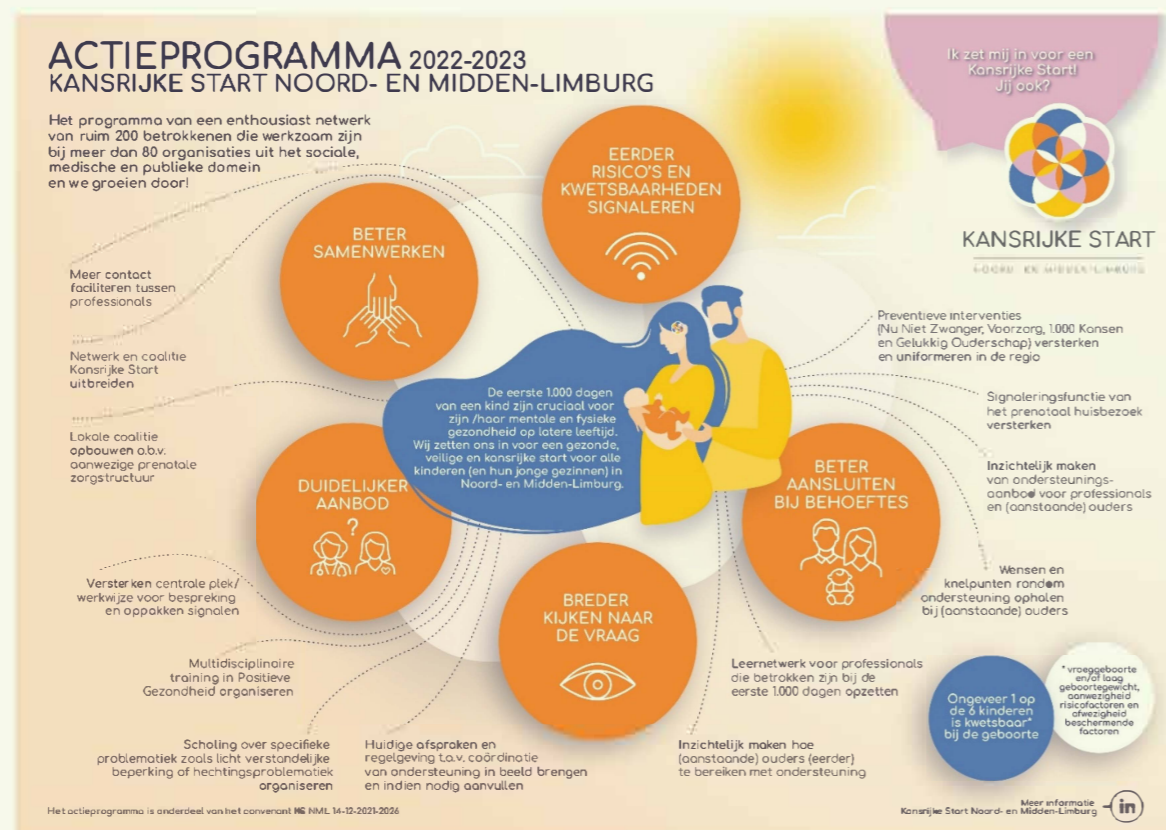 ACTIEPROGRAMMA 2022-2023
KANSRIJKE START NOORD- EN MIDDEN-LIMBURG
Het programma van een enthousiast netwerk
van ruim 200 betrokkenen die werkzaam zijn
bij meer dan 80 organisaties uit het sociale,
medische en publieke domein
en we groeien door!
Ik zet mij in voor een
Kansrijke Start!
Jij ook?
KANSRIJKE START
NOORD- EN MIDDEN-LIMBURG
EERDER
RISICO'S EN
KWETSBAARHEDEN
SIGNALEREN
BETER
SAMENWERKEN
Meer contact
faciliteren tussen
professionals
Netwerk en coalitie
Kansrijke Start
uitbreiden
Lokale coalitie
opbouwen o.b.v.
aanwezige prenatale
zorgstructuur
De eerste 1.000 dagen
van een kind zijn cruciaal voor
zijn /haar mentale en fysieke
gezondheid op latere leeftijd.
Wij zetten ons in voor een gezonde,
veilige en kansrijke start voor alle
kinderen (en hun jonge gezinnen) in
Noord- en Midden-Limburg.
Preventieve interventies
(Nu Niet Zwanger, Voorzorg, 1.000 Kansen
en Gelukkig Ouderschap) versterken
en uniformeren in de regio
Signaleringsfunctie van
het prenataal huisbezoek
versterken
Inzichtelijk maken
van ondersteunings-
aanbod voor professionals
en (aanstaande) ouders
Wensen en
knelpunten rondom
ondersteuning ophalen
bij (aanstaande) ouders
DUIDELIJKER
AANBOD
?
BETER
AANSLUITEN
BIJ BEHOEFTES
BREDER
KIJKEN NAAR
DE VRAAG
Versterken centrale plek/
werkwijze voor bespreking
en oppakken signalen
Multidisciplinaire
training in Positieve
Gezondheid organiseren
Scholing over specifieke
problematiek zoals licht verstandelijke
beperking of hechtingsproblematiek
organiseren
Huidige afspraken en
regelgeving t.a.v. coördinatie
van ondersteuning in beeld brengen
en indien nodig aanvullen
Leernetwerk voor professionals
die betrokken zijn bij de
eerste 1.000 dagen opzetten
Inzichtelijk maken hoe
(aanstaande) ouders (eerder)
te bereiken met ondersteuning
Ongeveer 1 op
de 6 kinderen
is kwetsbaar*
bij de geboorte
* vroeggeboorte
en/of laag
geboortegewicht,
aanwezigheid
risicofactoren en
afwezigheid
beschermende
factoren
Het actieprogramma is onderdeel van het convenant KS NML 14-12-2021-2026
Meer informatie
Kansrijke Start Noord- en Midden-Limburg
in